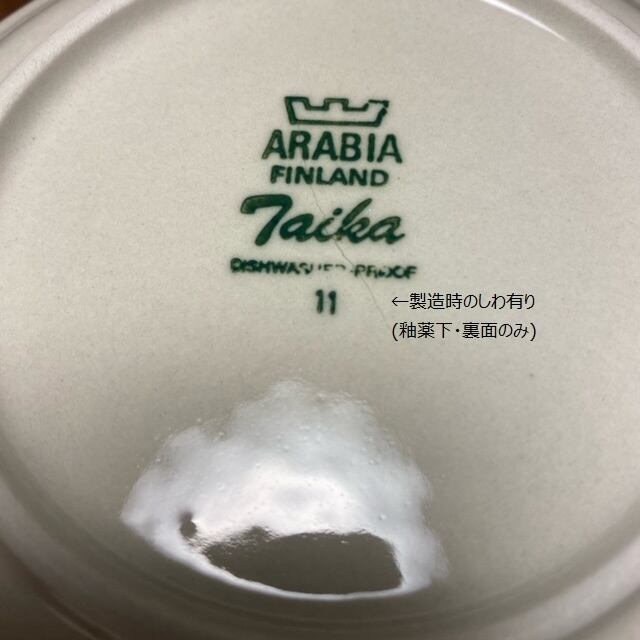 ARABIA
FINLAND
Taika
DISHWASHER-PROOF
11
←製造時のしわ有り
(釉薬下・裏面のみ)